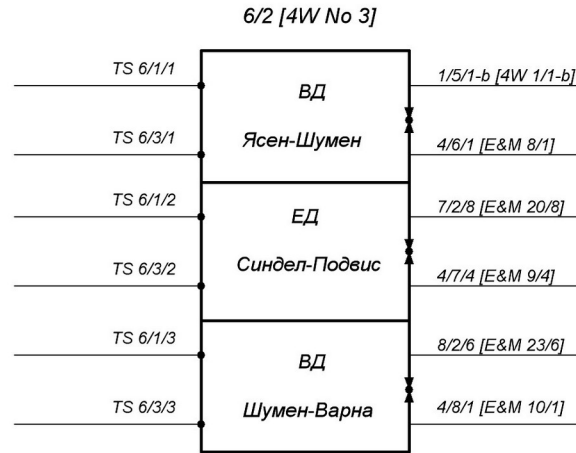 6/2 [4W No 3]
TS 6/1/1
ВД
1/5/1-b [4W 1/1-b]
TS 6/3/1
Ясен-Шумен
4/6/1 [E&M 8/1]
TS 6/1/2
ЕД
7/2/8 [E&M 20/8]
TS 6/3/2
Синдел-Подвис
4/7/4 [E&M 9/4]
TS 6/1/3
ВД
8/2/6 [E&M 23/6]
TS 6/3/3
Шумен-Варна
4/8/1 [E&M 10/1]